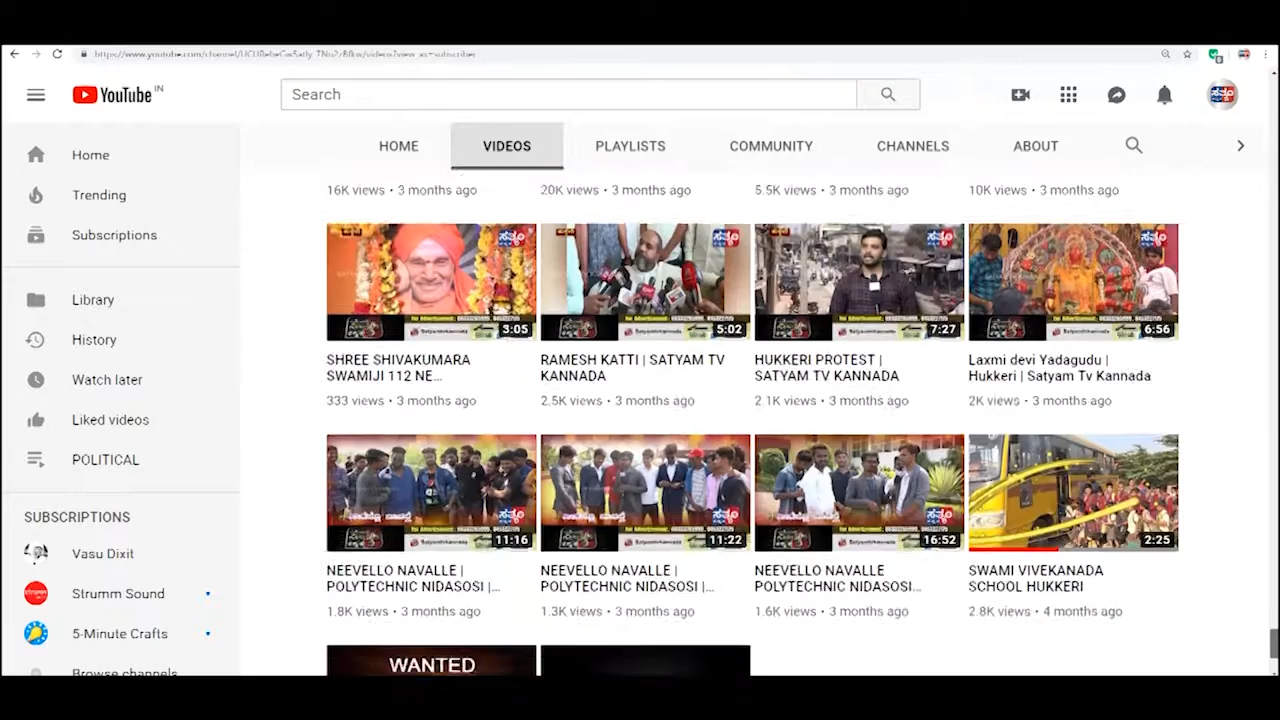 YouTube IN
Search
Home
Trending
Subscriptions
Library
History
Watch later
Liked videos
POLITICAL
SUBSCRIPTIONS
Vasu Dixit
Strumm Sound
5-Minute Crafts
Browse channels
HOME VIDEOS PLAYLISTS COMMUNITY CHANNELS ABOUT
16K views • 3 months ago
20K views • 3 months ago
5.5K views • 3 months ago
10K views • 3 months ago
3:05
SHREE SHIVAKUMARA
SWAMIJI 112 NE...
333 views • 3 months ago
5:02
RAMESH KATTI | SATYAM TV
KANNADA
2.5K views • 3 months ago
7:27
HUKKERI PROTEST |
SATYAM TV KANNADA
2.1K views • 3 months ago
6:56
Laxmi devi Yadagudu |
Hukkeri | Satyam Tv Kannada
2K views • 3 months ago
11:16
NEEVELLO NAVALLE |
POLYTECHNIC NIDASOSI |...
1.8K views • 3 months ago
11:22
NEEVELLO NAVALLE |
POLYTECHNIC NIDASOSI |...
1.3K views • 3 months ago
16:52
NEEVELLO NAVALLE
POLYTECHNIC NIDASOSI...
1.6K views • 3 months ago
2:25
SWAMI VIVEKANADA
SCHOOL HUKKERI
2.8K views • 4 months ago
WANTED